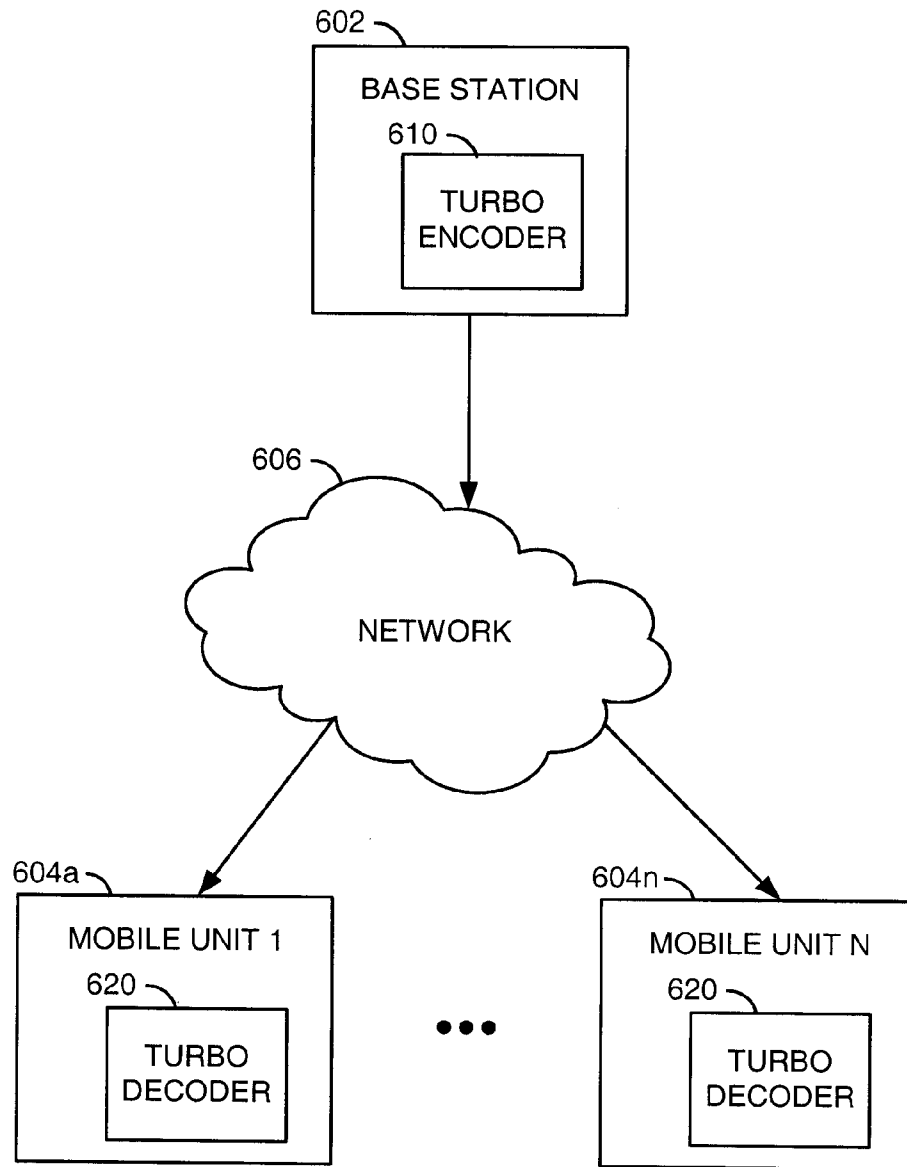 602
BASE STATION
610
TURBO
ENCODER
606
NETWORK
604a
MOBILE UNIT 1
620
TURBO
DECODER
604n
MOBILE UNIT N
620
TURBO
DECODER